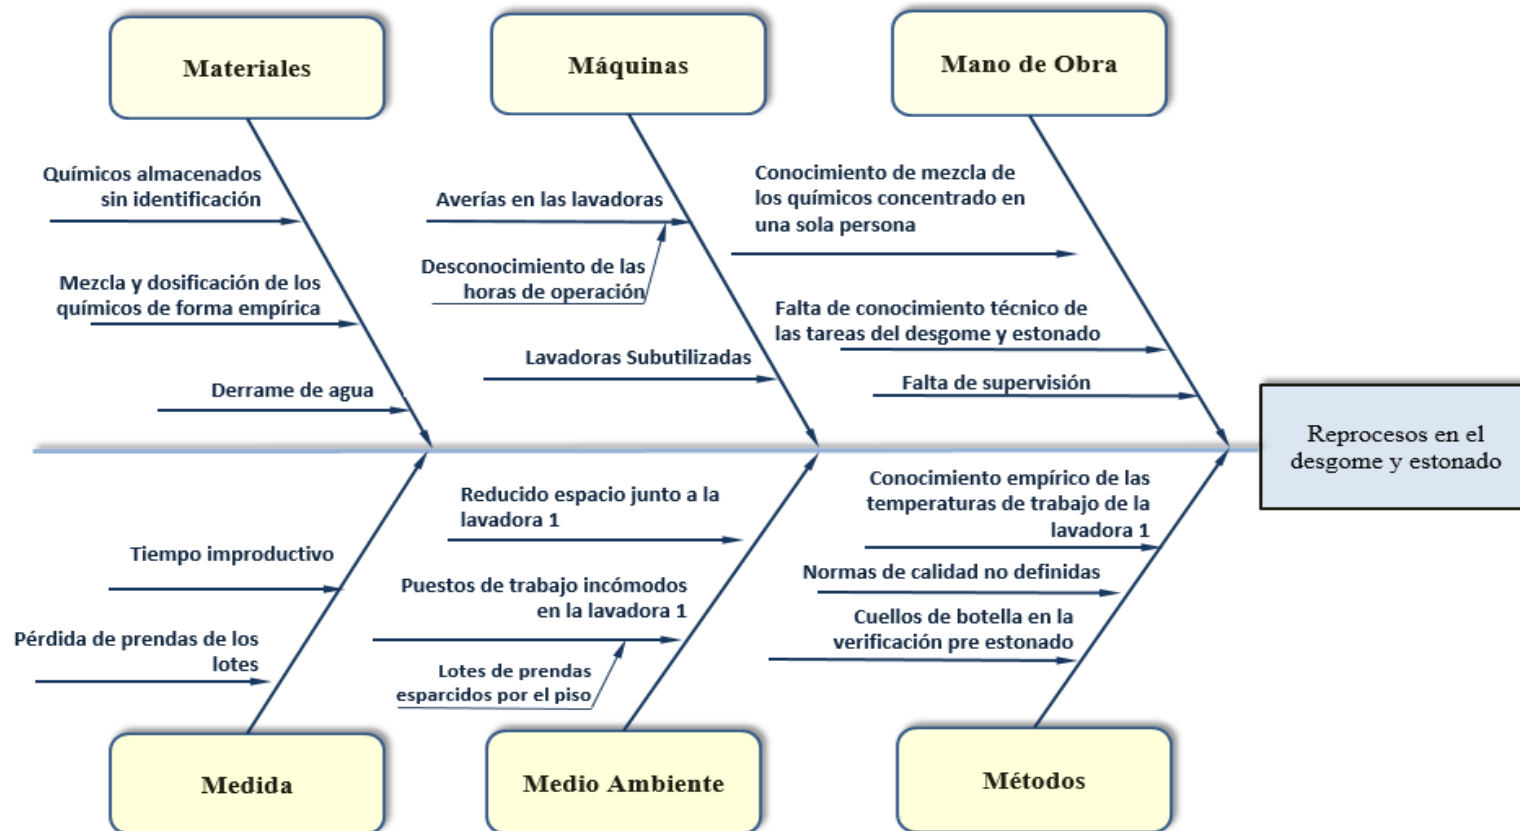 Materiales
Máquinas
Mano de Obra
Químicos almacenados
sin identificación
Mezcla y dosificación de los
químicos de forma empírica
Derrame de agua
Averías en las lavadoras
Desconocimiento de las
horas de operación
Lavadoras Subutilizadas
Conocimiento de mezcla de
los químicos concentrado en
una sola persona
Falta de conocimiento técnico de
las tareas del desgome y estonado
Falta de supervisión
Reprocesos en el
desgome y estonado
Tiempo improductivo
Pérdida de prendas de los
lotes
Reducido espacio junto a la
lavadora 1
Puestos de trabajo incómodos
en la lavadora 1
Lotes de prendas
esparcidos por el piso
Conocimiento empírico de las
temperaturas de trabajo de la
lavadora 1
Normas de calidad no definidas
Cuellos de botella en la
verificación pre estonado
Medida
Medio Ambiente
Métodos